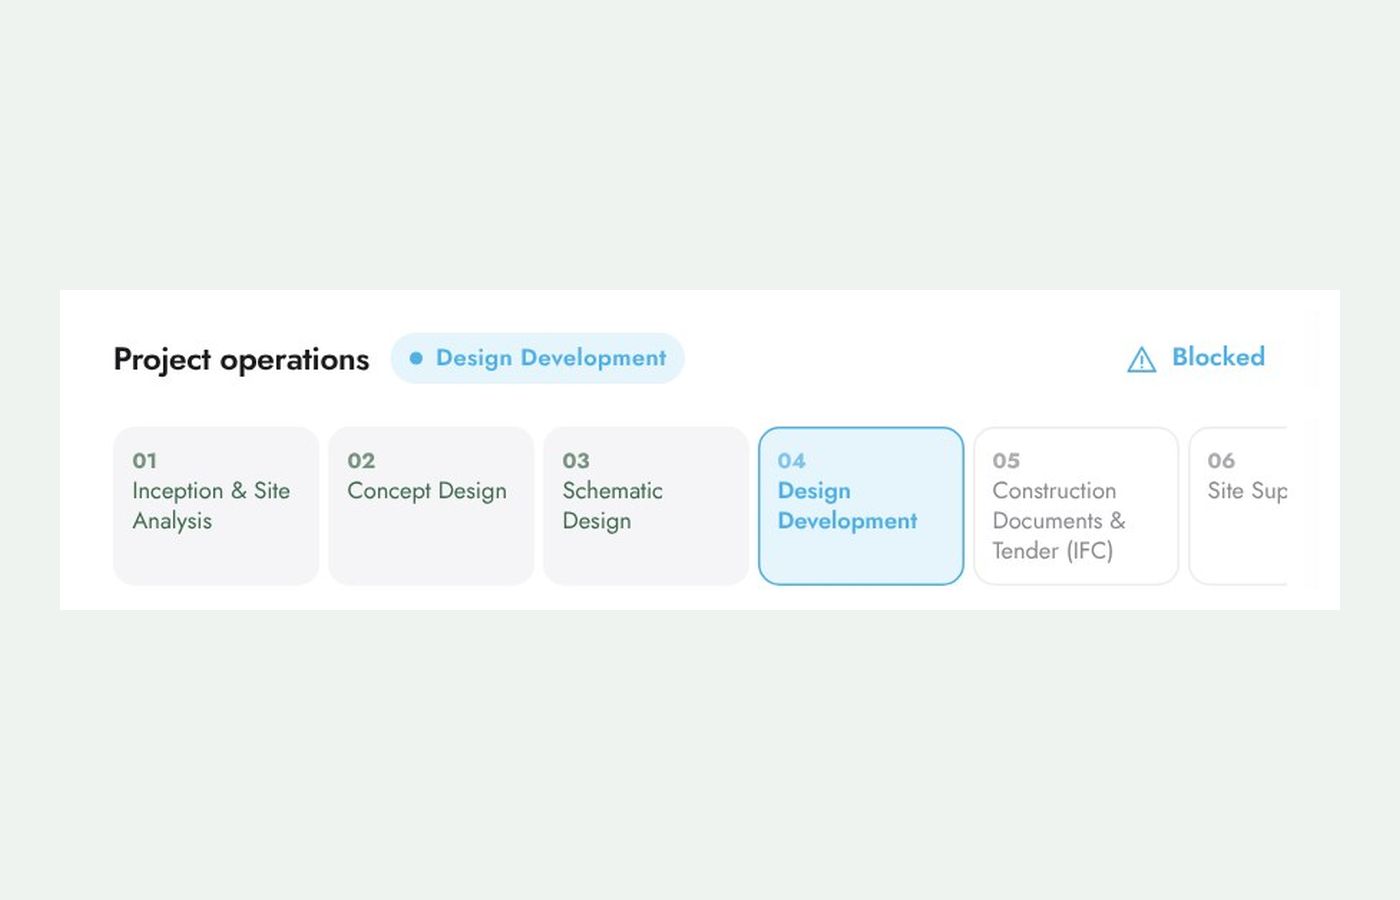 Project operations
Design Development
Blocked
01
Inception & Site
Analysis
02
Concept Design
03
Schematic
Design
04
Design
Development
05
Construction
Documents &
Tender (IFC)
06
Site